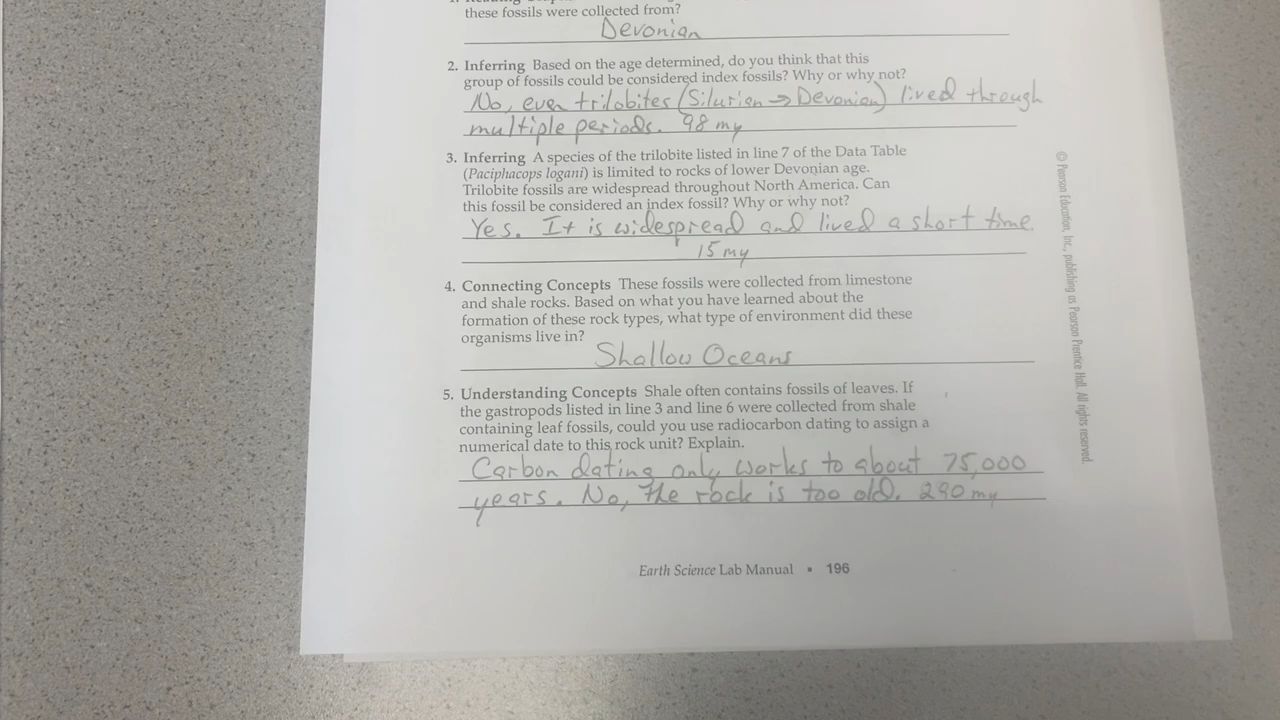 these fossils were collected from?
Devonian
2. Inferring Based on the age determined, do you think that this
group of fossils could be considered index fossils? Why or why not?
No, even trilobites (Silurian → Devonian) lived through
multiple periods. 98 my
3. Inferring A species of the trilobite listed in line 7 of the Data Table
(Paciphacops logani) is limited to rocks of lower Devonian age.
Trilobite fossils are widespread throughout North America. Can
this fossil be considered an index fossil? Why or why not?
Yes. It is widespread and lived a short time.
15 my
4. Connecting Concepts These fossils were collected from limestone
and shale rocks. Based on what you have learned about the
formation of these rock types, what type of environment did these
organisms live in?
Shallow Oceans
5. Understanding Concepts Shale often contains fossils of leaves. If
the gastropods listed in line 3 and line 6 were collected from shale
containing leaf fossils, could you use radiocarbon dating to assign a
numerical date to this rock unit? Explain.
Carbon dating only works to about 75,000
years. No, the rock is too old. 290 my
Earth Science Lab Manual ▪ 196
© Pearson Education, Inc., publishing as Pearson Prentice Hall. All rights reserved.